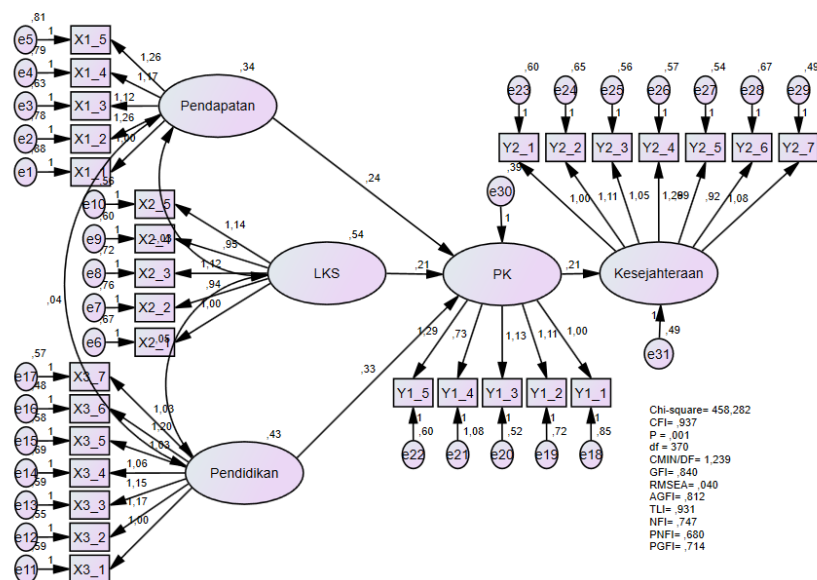 ,81
e5 1 X1_5
,79
e4 1 X1_4
,63
e3 1 X1_3
,78
e2 1 X1_2
,68
e1 1 X1_1
1,26
1,17
1,12
1,26
1,00
,34
Pendapatan
,56
e10 1 X2_5
,60
e9 1 X2_4
,72
e8 1 X2_3
,76
e7 1 X2_2
,67
e6 1 X2_1
1,14
,95
1,12
,94
1,00
,54
LKS
,04
,57
e17 1 X3_7
,48
e16 1 X3_6
,58
e15 1 X3_5
,69
e14 1 X3_4
,59
e13 1 X3_3
,55
e12 1 X3_2
,59
e11 1 X3_1
1,03
1,20
1,03
1,06
1,15
1,17
1,00
,43
Pendidikan
,24
,21
,33
e30
1
,39
PK
,21
1,29
,73
1,13
1,11
1,00
Y1_5 Y1_4 Y1_3 Y1_2 Y1_1
1 1 1 1 1
e22 e21 e20 e19 e18
,60 1,08 ,52 ,72 ,85
,60 ,65 ,56 ,57 ,54 ,67 ,49
e23 e24 e25 e26 e27 e28 e29
1 1 1 1 1 1 1
Y2_1 Y2_2 Y2_3 Y2_4 Y2_5 Y2_6 Y2_7
1,00 1,11 1,05 ,92 1,08
Kesejahteraan
1
,49
e31
Chi-square= 458,282
CFI= ,937
P = ,001
df = 370
CMIN/DF= 1,239
GFI= ,840
RMSEA= ,040
AGFI= ,812
TLI= ,931
NFI= ,747
PNFI= ,680
PGFI= ,714